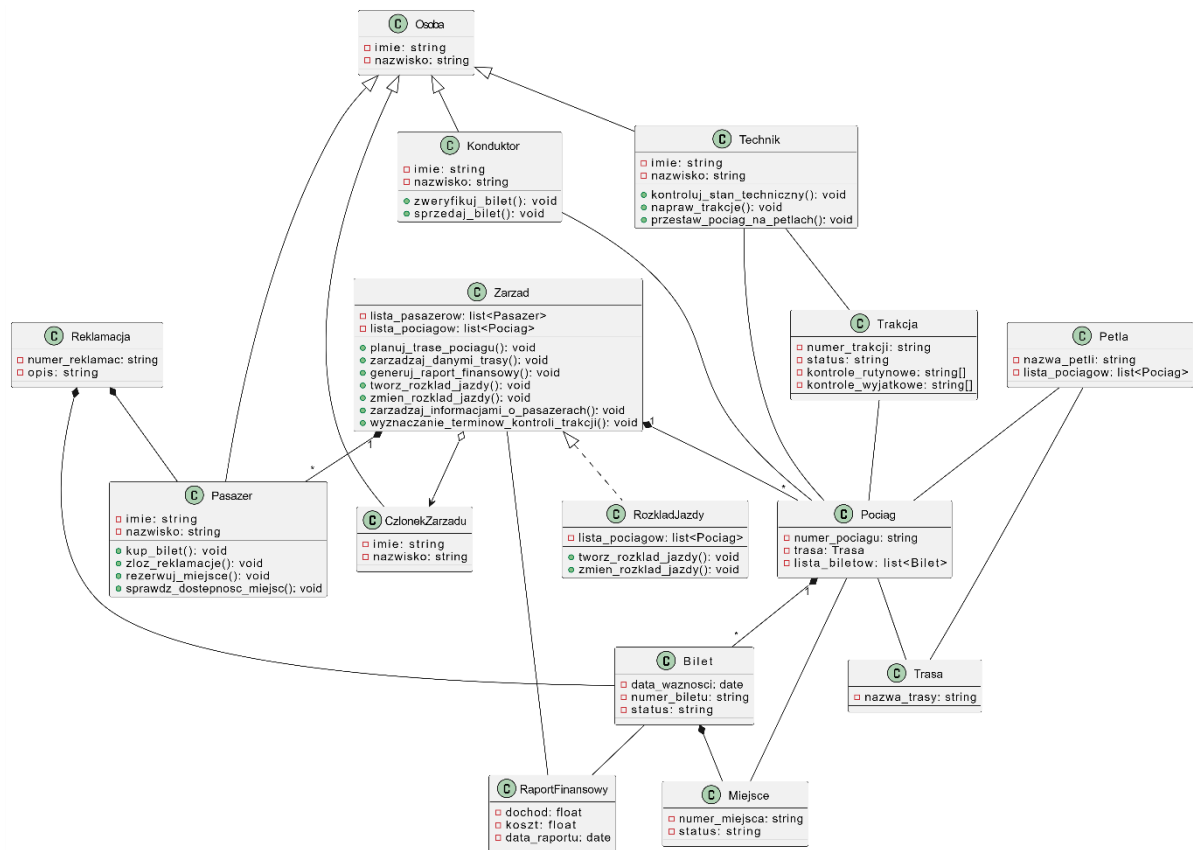 C Osoba
imie: string
nazwisko: string
C Konduktor
imie: string
nazwisko: string
zweryfikuj_bilet(): void
sprzedaj_bilet(): void
C Technik
imie: string
nazwisko: string
kontroluj_stan_techniczny(): void
napraw_trakcje(): void
przestaw_pociag_na_petlach(): void
C Zarzad
lista_pasazerow: list<Pasazer>
lista_pociagow: list<Pociag>
planuj_trase_pociagu(): void
zarzadzaj_danymi_trasy(): void
generuj_raport_finansowy(): void
tworz_rozklad_jazdy(): void
zmien_rozklad_jazdy(): void
zarzadzaj_informacjami_o_pasazerach(): void
wyznaczanie_terminow_kontroli_trakcji(): void
C Reklamacja
numer_reklamac: string
opis: string
C Trakcja
numer_trakcji: string
status: string
kontrole_rutynowe: string[]
kontrole_wyjatkowe: string[]
C Petla
nazwa_petli: string
lista_pociagow: list<Pociag>
1
1
*
*
C Pasazer
imie: string
nazwisko: string
kup_bilet(): void
zloz_reklamacje(): void
rezerwuj_miejsce(): void
sprawdz_dostepnosc_miejsc(): void
C CzlonekZarzadu
imie: string
nazwisko: string
C RozkladJazdy
lista_pociagow: list<Pociag>
tworz_rozklad_jazdy(): void
zmien_rozklad_jazdy(): void
C Pociag
numer_pociagu: string
trasa: Trasa
lista_biletow: list<Bilet>
1
*
C Bilet
data_waznosci: date
numer_biletu: string
status: string
C Trasa
nazwa_trasy: string
C RaportFinansowy
dochod: float
koszt: float
data_raportu: date
C Miejsce
numer_miejsca: string
status: string